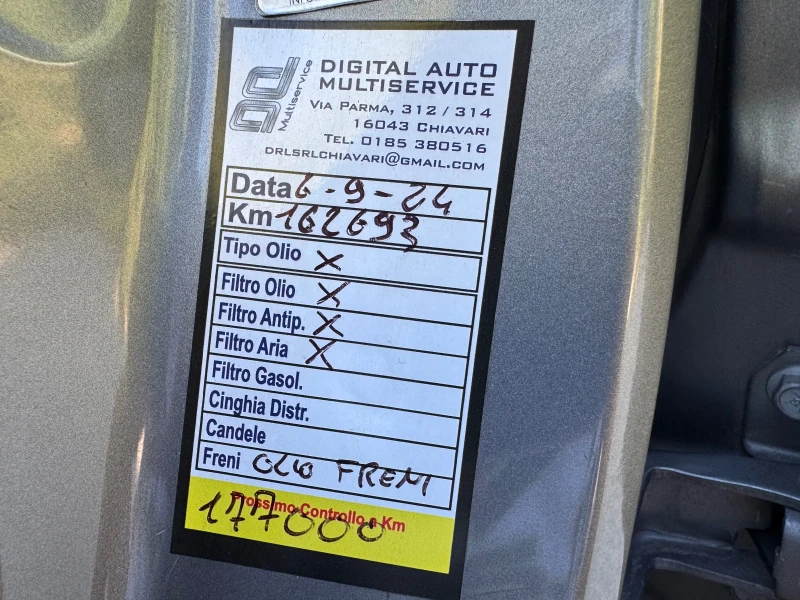 DIGITAL AUTO
MULTISERVICE
VIA PARMA, 312 / 314
16043 CHIAVARI
TEL. 0185 380516
DRLSRLCHIAVARI@GMAIL.COM
ad
Multiservice
Data 6-9-24
Km 162693
Tipo Olio X
Filtro Olio X
Filtro Antip. X
Filtro Aria X
Filtro Gasol.
Cinghia Distr.
Candele
Freni OLIO FRENI
Prossimo Controllo a Km
177000